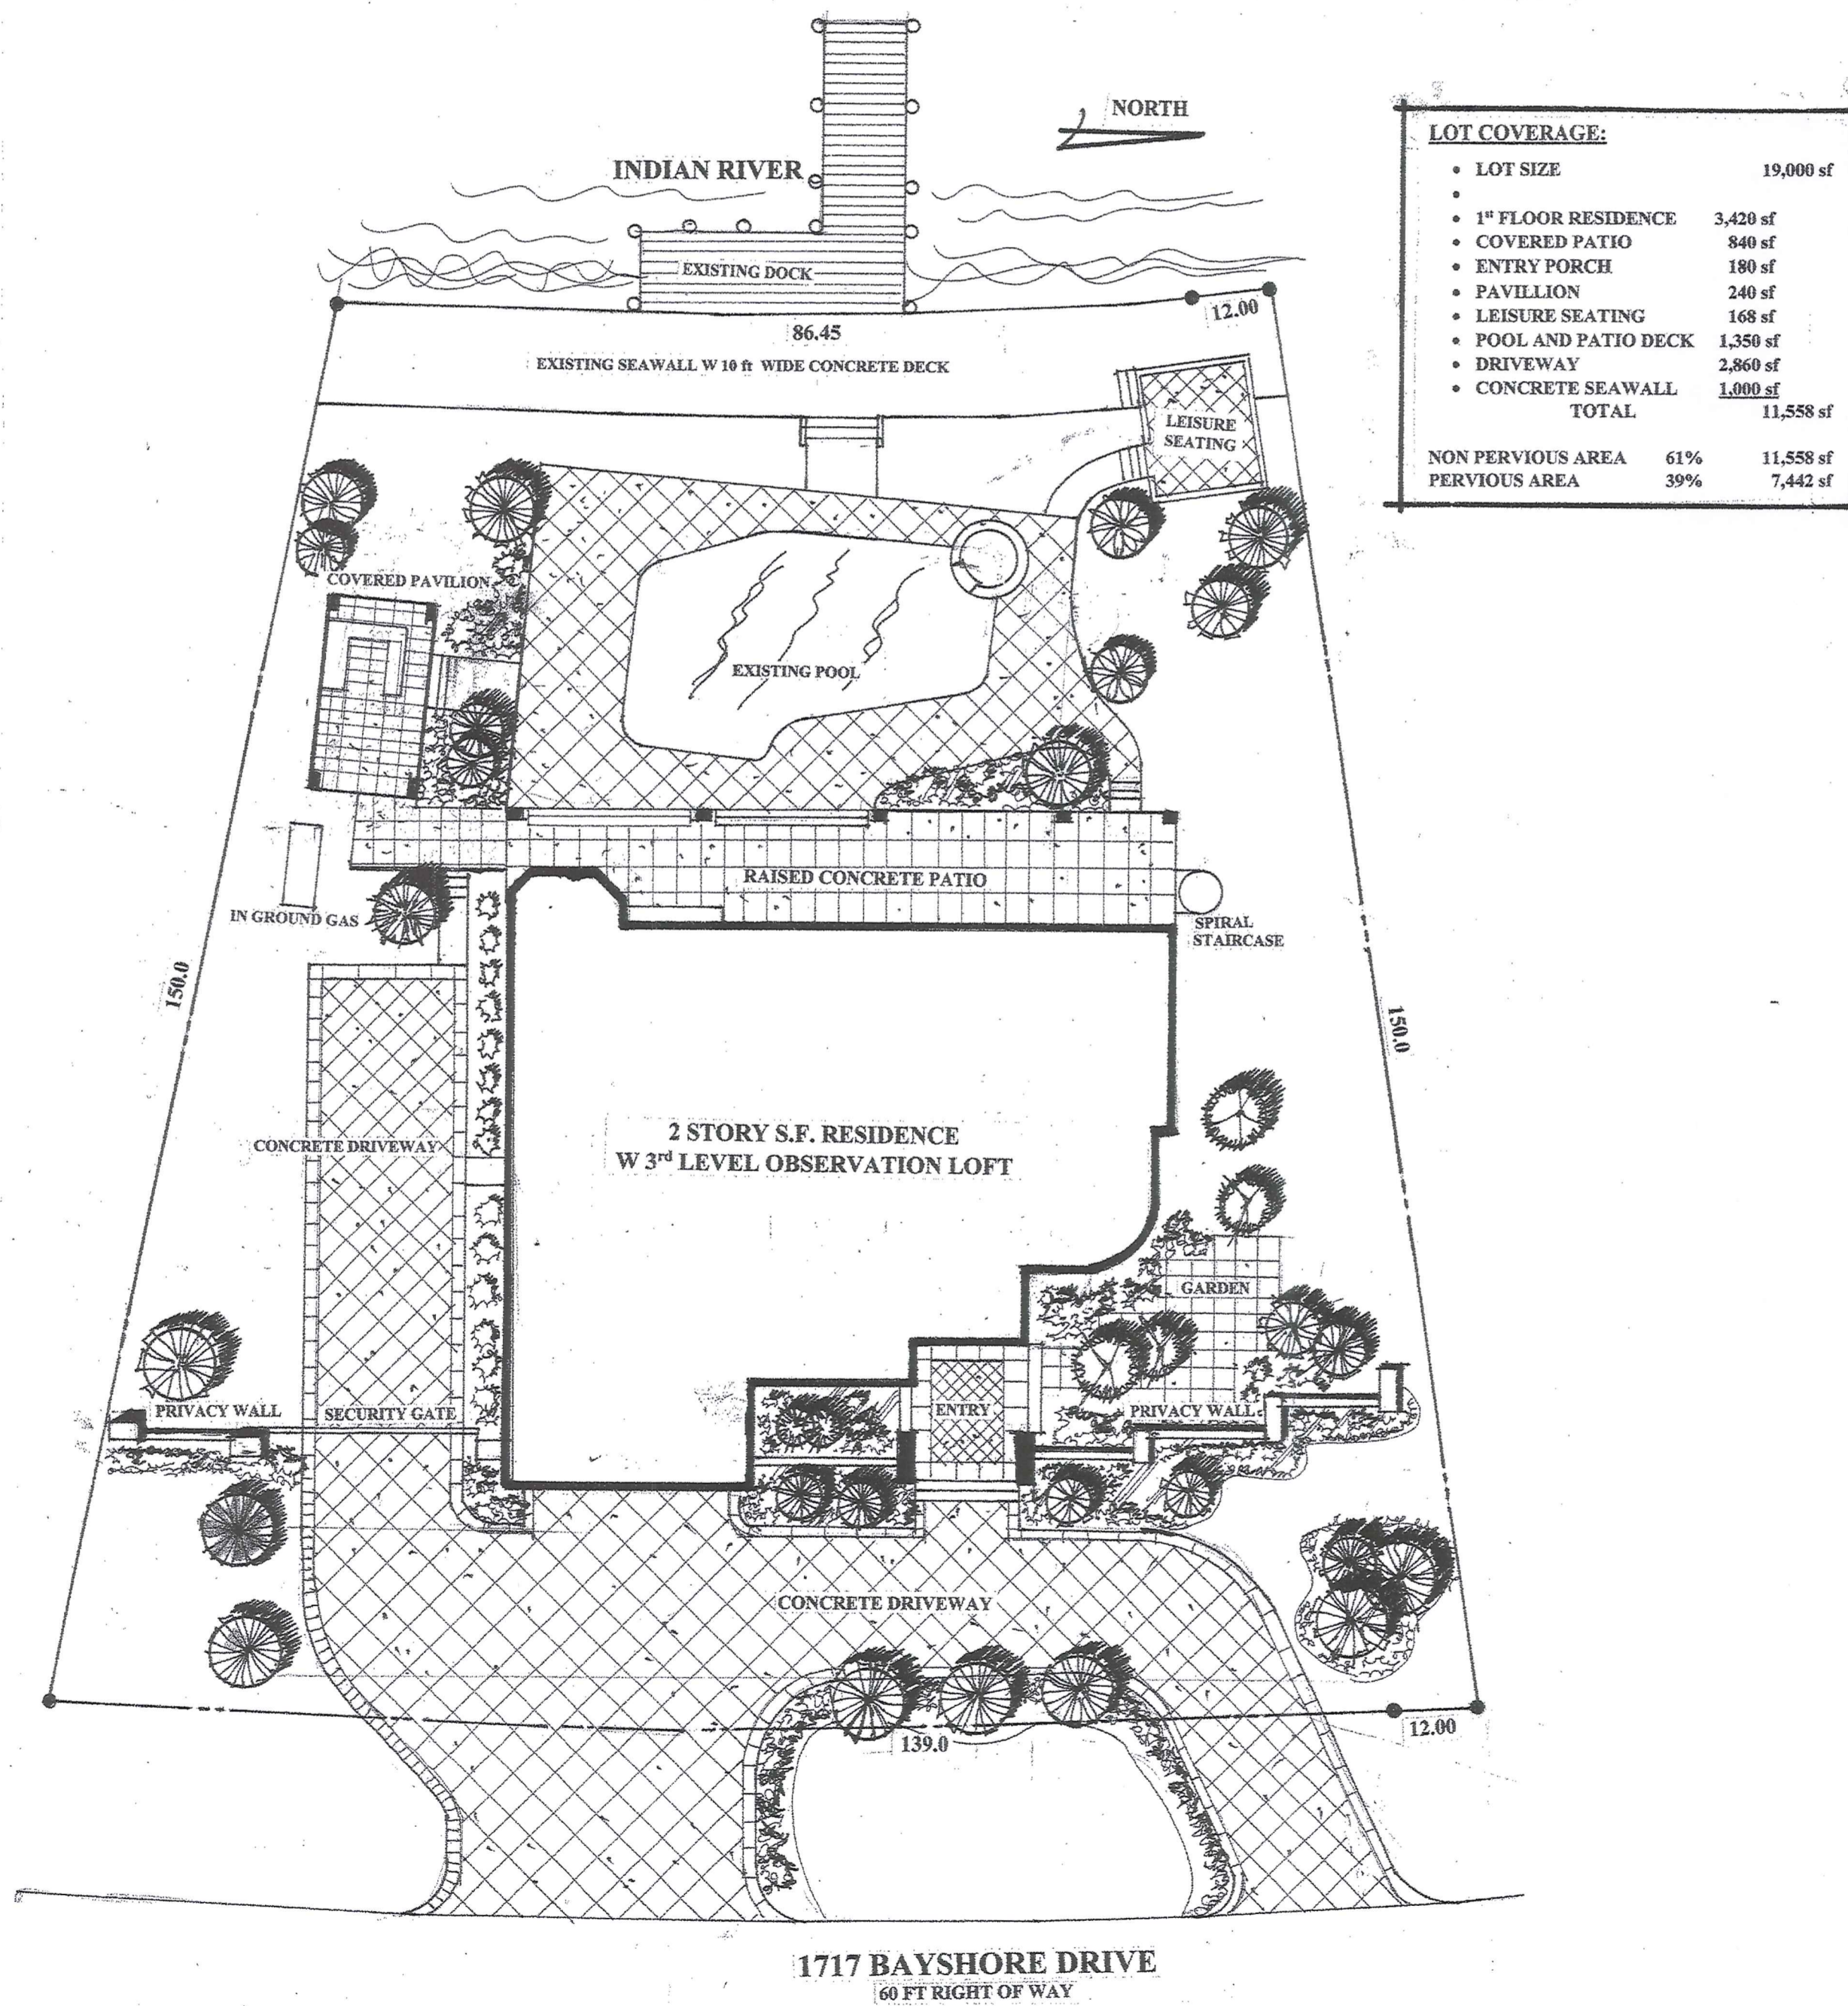 NORTH
INDIAN RIVER
EXISTING DOCK
86.45
12.00
EXISTING SEAWALL W 10 ft WIDE CONCRETE DECK
LEISURE
SEATING
LOT COVERAGE:
• LOT SIZE 19,000 sf
•
• 1st FLOOR RESIDENCE 3,420 sf
• COVERED PATIO 840 sf
• ENTRY PORCH 180 sf
• PAVILLION 240 sf
• LEISURE SEATING 168 sf
• POOL AND PATIO DECK 1,350 sf
• DRIVEWAY 2,860 sf
• CONCRETE SEAWALL 1,000 sf
TOTAL 11,558 sf
NON PERVIOUS AREA 61% 11,558 sf
PERVIOUS AREA 39% 7,442 sf
COVERED PAVILION
EXISTING POOL
RAISED CONCRETE PATIO
IN GROUND GAS
SPIRAL
STAIRCASE
150.0
150.0
CONCRETE DRIVEWAY
2 STORY S.F. RESIDENCE
W 3rd LEVEL OBSERVATION LOFT
GARDEN
PRIVACY WALL
SECURITY GATE
ENTRY
PRIVACY WALL
CONCRETE DRIVEWAY
139.0
12.00
1717 BAYSHORE DRIVE
60 FT RIGHT OF WAY